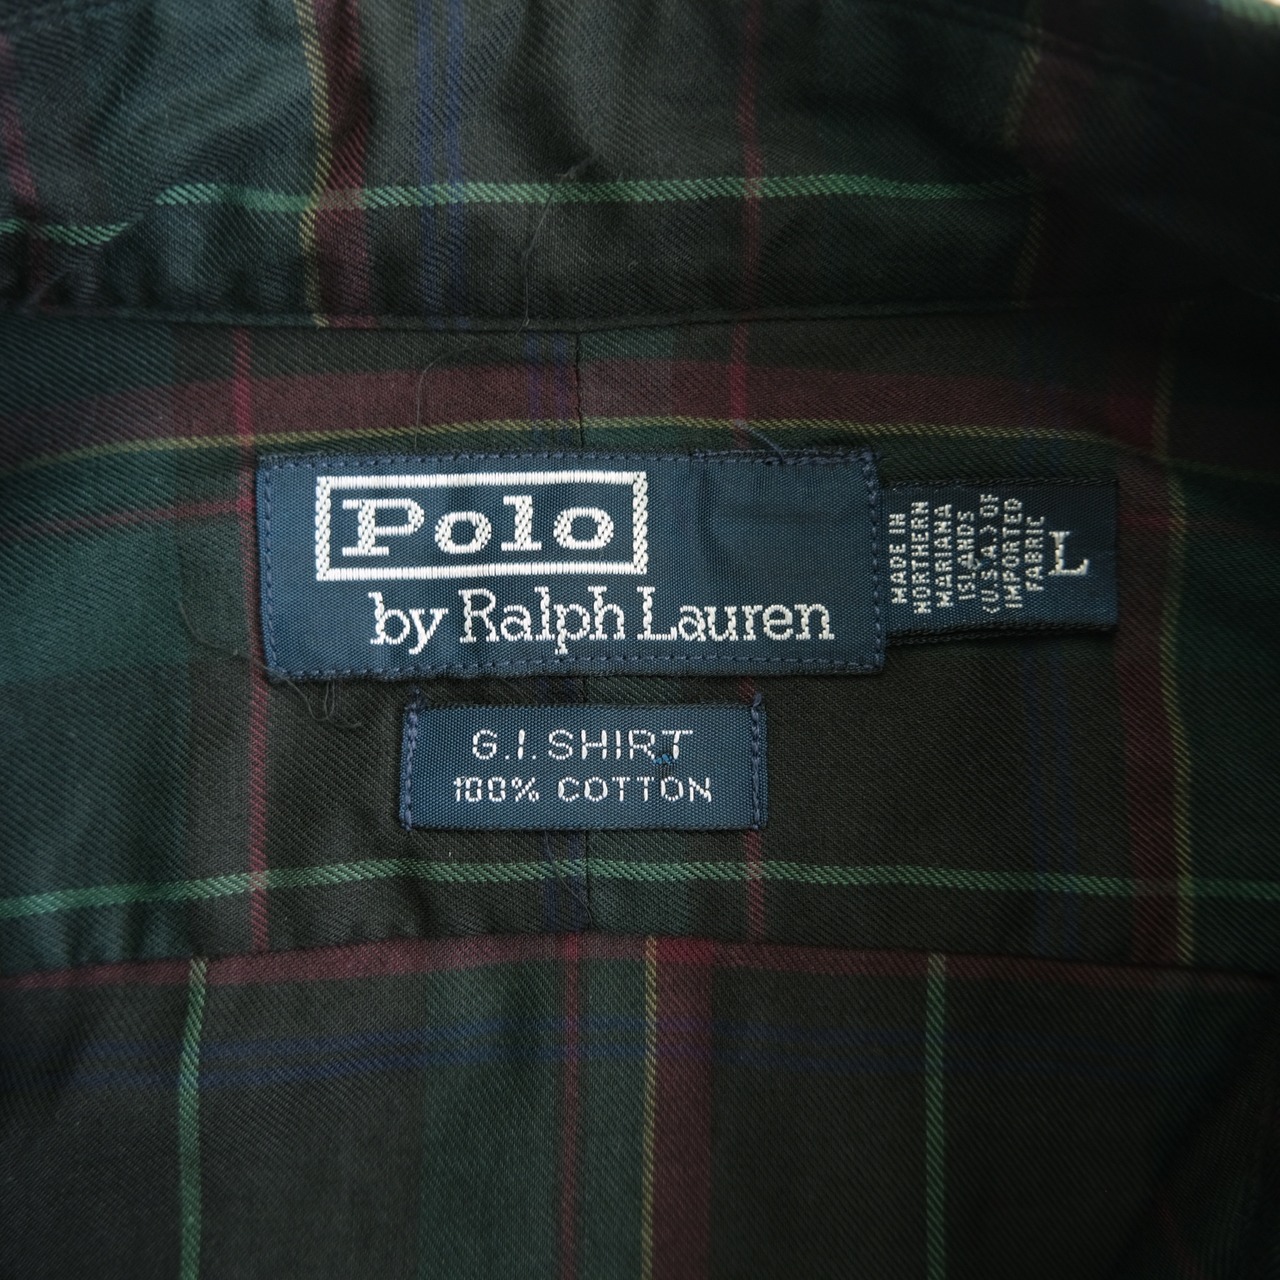 Polo
by Ralph Lauren
MADE IN
NORTHERN
MARIANA
ISLANDS
(U.S.A.) OF
IMPORTED
FABRIC
L
G.I. SHIRT
100% COTTON